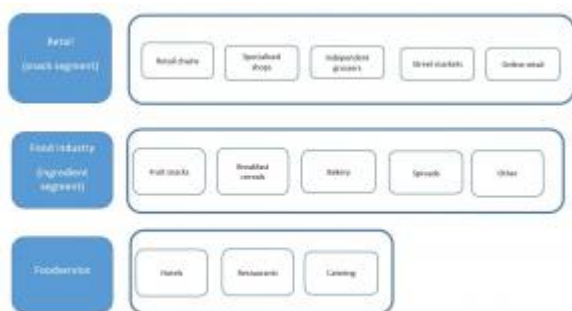 Retail
(snack segment)
Retail chains
Specialised
shops
Independent
grocers
Street markets
Online retail
Food industry
(ingredient
segment)
Fruit snacks
Breakfast
cereals
Bakery
Spreads
Other
Foodservice
Hotels
Restaurants
Catering